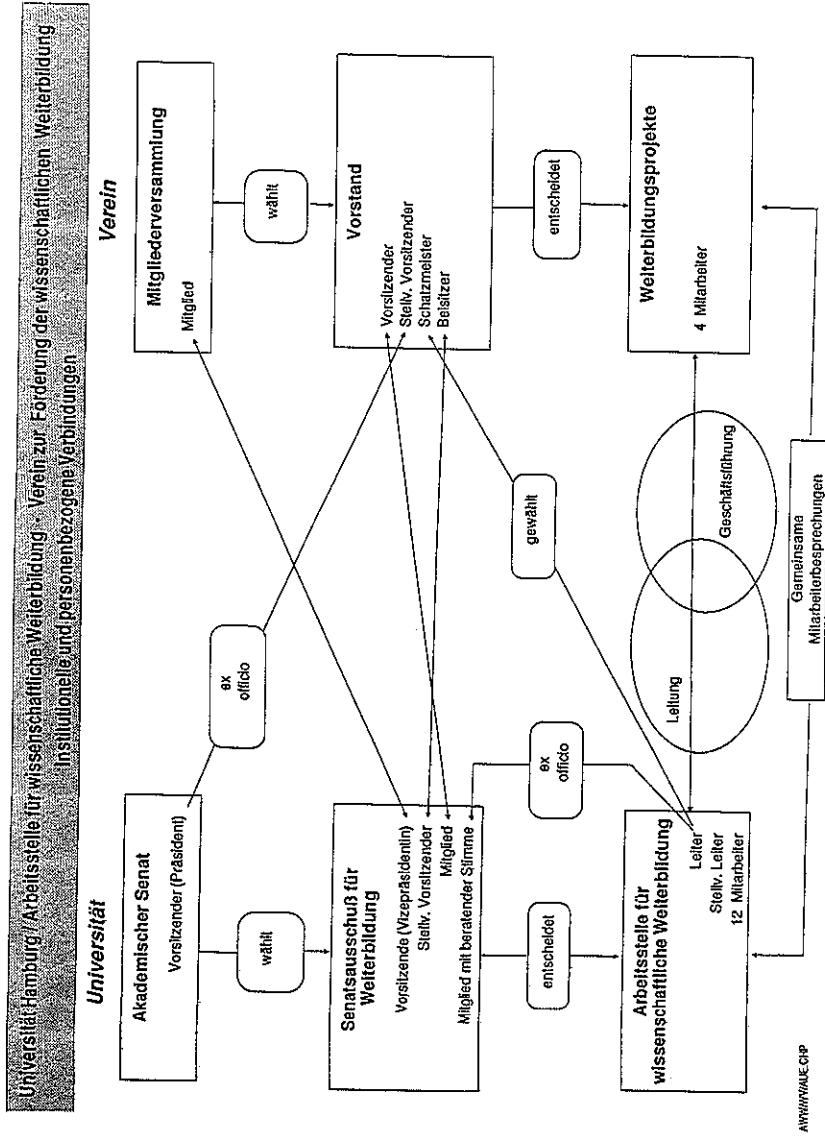 Universität Hamburg / Arbeitsstelle für wissenschaftliche Weiterbildung - Verein zur Förderung der wissenschaftlichen Weiterbildung
Institutionelle und personenbezogene Verbindungen
Universität
Verein
Akademischer Senat
Vorsitzender (Präsident)
ex
officio
Mitgliederversammlung
Mitglied
wählt
wählt
Senatsausschuß für
Weiterbildung
Vorsitzende (Vizepräsidentin)
Stellv. Vorsitzender
Mitglied
Mitglied mit beratender Stimme
Vorstand
Vorsitzender
Stellv. Vorsitzender
Schatzmeister
Beisitzer
entscheidet
ex
officio
gewählt
entscheidet
Arbeitsstelle für
wissenschaftliche Weiterbildung
Leiter
Stellv. Leiter
12 Mitarbeiter
Leitung
Geschäftsführung
Weiterbildungsprojekte
4 Mitarbeiter
Gemeinsame
Mitarbeiterbesprechungen